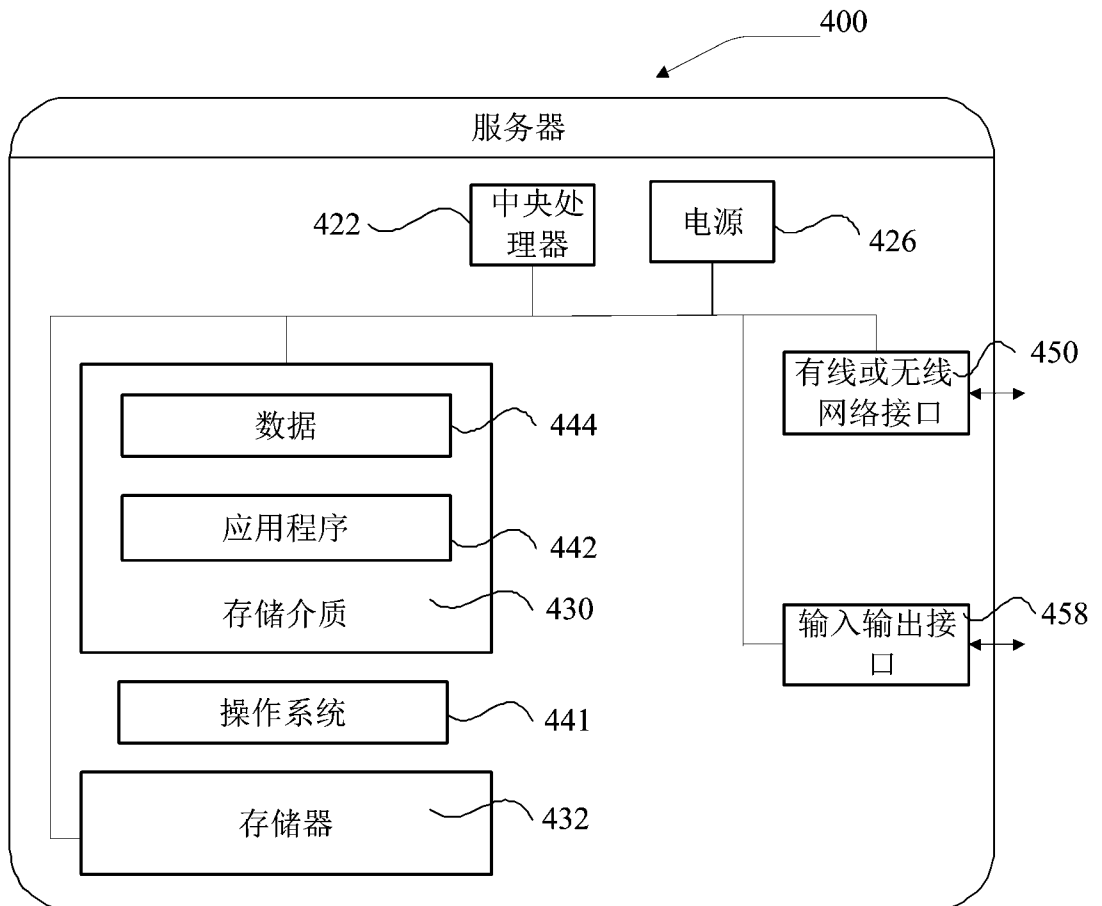 400
服务器
中央处
理器
422
电源
426
有线或无线
网络接口
450
数据
444
应用程序
442
存储介质
430
输入输出接
口
458
操作系统
441
存储器
432